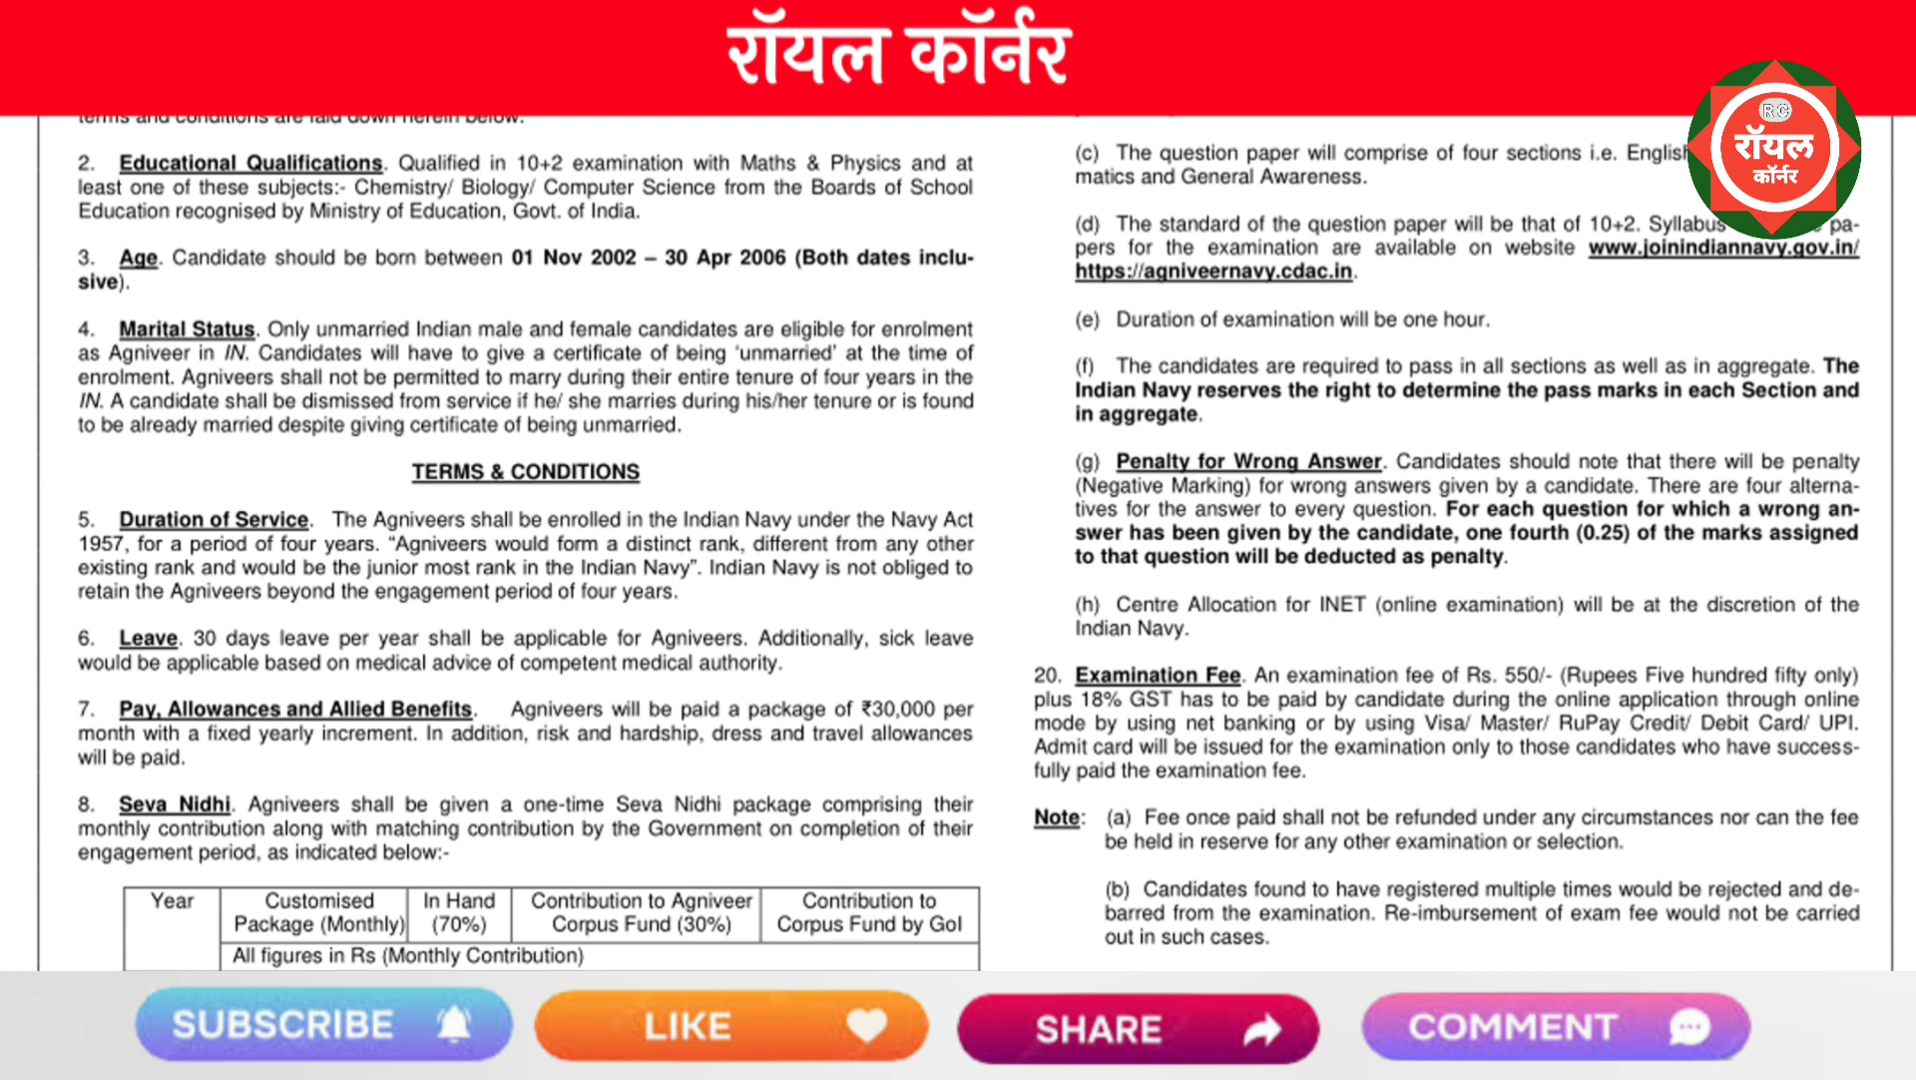 रॉयल कॉर्नर
RC
रॉयल
कॉर्नर
terms and conditions are laid down herein below.
2. Educational Qualifications. Qualified in 10+2 examination with Maths & Physics and at
least one of these subjects:- Chemistry/ Biology/ Computer Science from the Boards of School
Education recognised by Ministry of Education, Govt. of India.
3. Age. Candidate should be born between 01 Nov 2002 – 30 Apr 2006 (Both dates inclu-
sive).
4. Marital Status. Only unmarried Indian male and female candidates are eligible for enrolment
as Agniveer in IN. Candidates will have to give a certificate of being ‘unmarried’ at the time of
enrolment. Agniveers shall not be permitted to marry during their entire tenure of four years in the
IN. A candidate shall be dismissed from service if he/ she marries during his/her tenure or is found
to be already married despite giving certificate of being unmarried.
TERMS & CONDITIONS
5. Duration of Service. The Agniveers shall be enrolled in the Indian Navy under the Navy Act
1957, for a period of four years. “Agniveers would form a distinct rank, different from any other
existing rank and would be the junior most rank in the Indian Navy”. Indian Navy is not obliged to
retain the Agniveers beyond the engagement period of four years.
6. Leave. 30 days leave per year shall be applicable for Agniveers. Additionally, sick leave
would be applicable based on medical advice of competent medical authority.
7. Pay, Allowances and Allied Benefits. Agniveers will be paid a package of ₹30,000 per
month with a fixed yearly increment. In addition, risk and hardship, dress and travel allowances
will be paid.
8. Seva Nidhi. Agniveers shall be given a one-time Seva Nidhi package comprising their
monthly contribution along with matching contribution by the Government on completion of their
engagement period, as indicated below:-
Year Customised In Hand Contribution to Agniveer Contribution to
Package (Monthly) (70%) Corpus Fund (30%) Corpus Fund by GoI
All figures in Rs (Monthly Contribution)
(c) The question paper will comprise of four sections i.e. English
matics and General Awareness.
(d) The standard of the question paper will be that of 10+2. Syllabus pa-
pers for the examination are available on website www.joinindiannavy.gov.in/
https://agniveernavy.cdac.in.
(e) Duration of examination will be one hour.
(f) The candidates are required to pass in all sections as well as in aggregate. The
Indian Navy reserves the right to determine the pass marks in each Section and
in aggregate.
(g) Penalty for Wrong Answer. Candidates should note that there will be penalty
(Negative Marking) for wrong answers given by a candidate. There are four alterna-
tives for the answer to every question. For each question for which a wrong an-
swer has been given by the candidate, one fourth (0.25) of the marks assigned
to that question will be deducted as penalty.
(h) Centre Allocation for INET (online examination) will be at the discretion of the
Indian Navy.
20. Examination Fee. An examination fee of Rs. 550/- (Rupees Five hundred fifty only)
plus 18% GST has to be paid by candidate during the online application through online
mode by using net banking or by using Visa/ Master/ RuPay Credit/ Debit Card/ UPI.
Admit card will be issued for the examination only to those candidates who have success-
fully paid the examination fee.
Note: (a) Fee once paid shall not be refunded under any circumstances nor can the fee
be held in reserve for any other examination or selection.
(b) Candidates found to have registered multiple times would be rejected and de-
barred from the examination. Re-imbursement of exam fee would not be carried
out in such cases.
SUBSCRIBE LIKE SHARE COMMENT